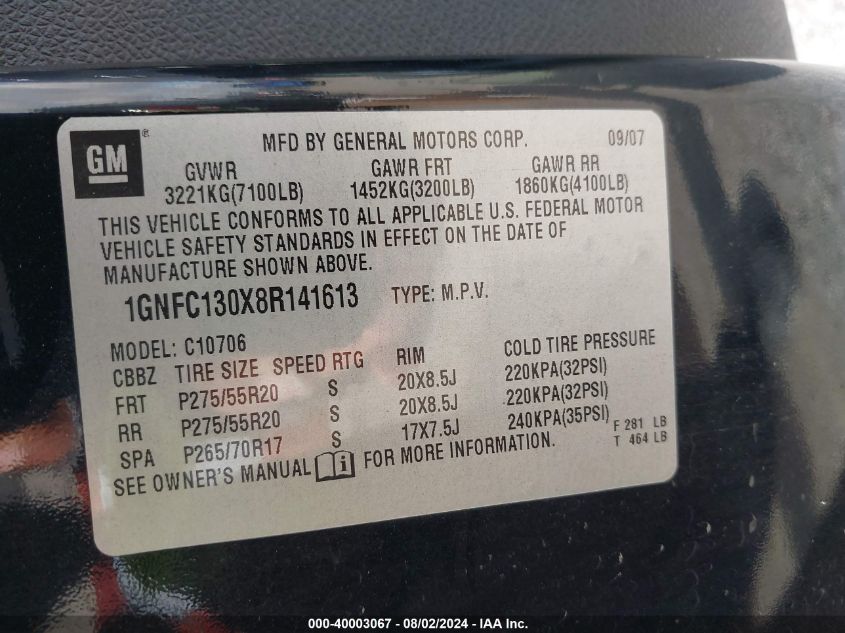 GM ® MFD BY GENERAL MOTORS CORP. 09/07
GVWR GAWR FRT GAWR RR
3221KG(7100LB) 1452KG(3200LB) 1860KG(4100LB)
THIS VEHICLE CONFORMS TO ALL APPLICABLE U.S. FEDERAL MOTOR
VEHICLE SAFETY STANDARDS IN EFFECT ON THE DATE OF
MANUFACTURE SHOWN ABOVE.
1GNFC130X8R141613 TYPE: M.P.V.
MODEL: C10706
CBBZ TIRE SIZE SPEED RTG RIM COLD TIRE PRESSURE
FRT P275/55R20 S 20X8.5J 220KPA(32PSI)
RR P275/55R20 S 20X8.5J 220KPA(32PSI)
SPA P265/70R17 S 17X7.5J 240KPA(35PSI) F 281 LB
T 464 LB
SEE OWNER'S MANUAL i FOR MORE INFORMATION.
000-40003067 - 08/02/2024 - IAA Inc.